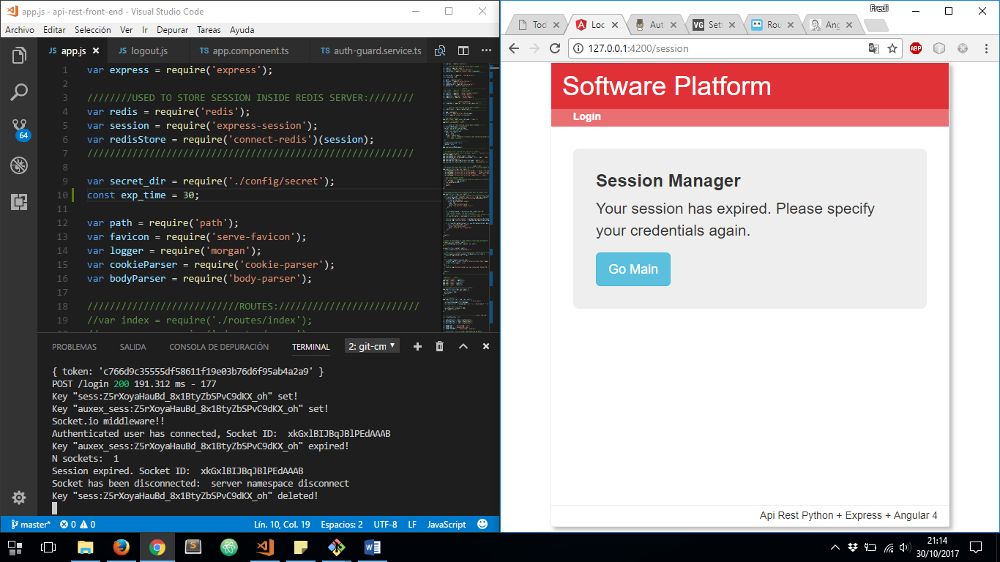 app.js - api-rest-front-end - Visual Studio Code
Archivo Editar Selección Ver Ir Depurar Tareas Ayuda
JS app.js JS logout.js TS app.component.ts TS auth-guard.service.ts
1 var express = require('express');
2
3 ////////USED TO STORE SESSION INSIDE REDIS SERVER:////////
4 var redis = require('redis');
5 var session = require('express-session');
6 var redisStore = require('connect-redis')(session);
7 //////////////////////////////////////////////////////////
8
9 var secret_dir = require('./config/secret');
10 const exp_time = 30;
11
12 var path = require('path');
13 var favicon = require('serve-favicon');
14 var logger = require('morgan');
15 var cookieParser = require('cookie-parser');
16 var bodyParser = require('body-parser');
17
18 ///////////////////////////ROUTES://///////////////////////
19 //var index = require('./routes/index');
64
PROBLEMAS SALIDA CONSOLA DE DEPURACIÓN TERMINAL 2: git-cm
{ token: 'c766d9c35555df58611f19e03b76d6f95ab4a2a9' }
POST /login 200 191.312 ms - 177
Key "sess:Z5rXoyaHauBd_8x1BtyZbSPvC9dKX_oh" set!
Key "auxex_sess:Z5rXoyaHauBd_8x1BtyZbSPvC9dKX_oh" set!
Socket.io middleware!!
Authenticated user has connected, Socket ID:  xkGxlBIJBqJBlPEdAAAB
Key "auxex_sess:Z5rXoyaHauBd_8x1BtyZbSPvC9dKX_oh" expired!
N sockets:  1
Session expired. Socket ID:  xkGxlBIJBqJBlPEdAAAB
Socket has been disconnected:  server namespace disconnect
Key "sess:Z5rXoyaHauBd_8x1BtyZbSPvC9dKX_oh" deleted!
master* 0 0 Lín. 10, Col. 19 Espacios: 2 UTF-8 LF JavaScript
Fredi
Tod Loc Aut VG Sett Rou Ang
127.0.0.1:4200/session
ABP
Software Platform
Login
Session Manager
Your session has expired. Please specify
your credentials again.
Go Main
Api Rest Python + Express + Angular 4
21:14
30/10/2017